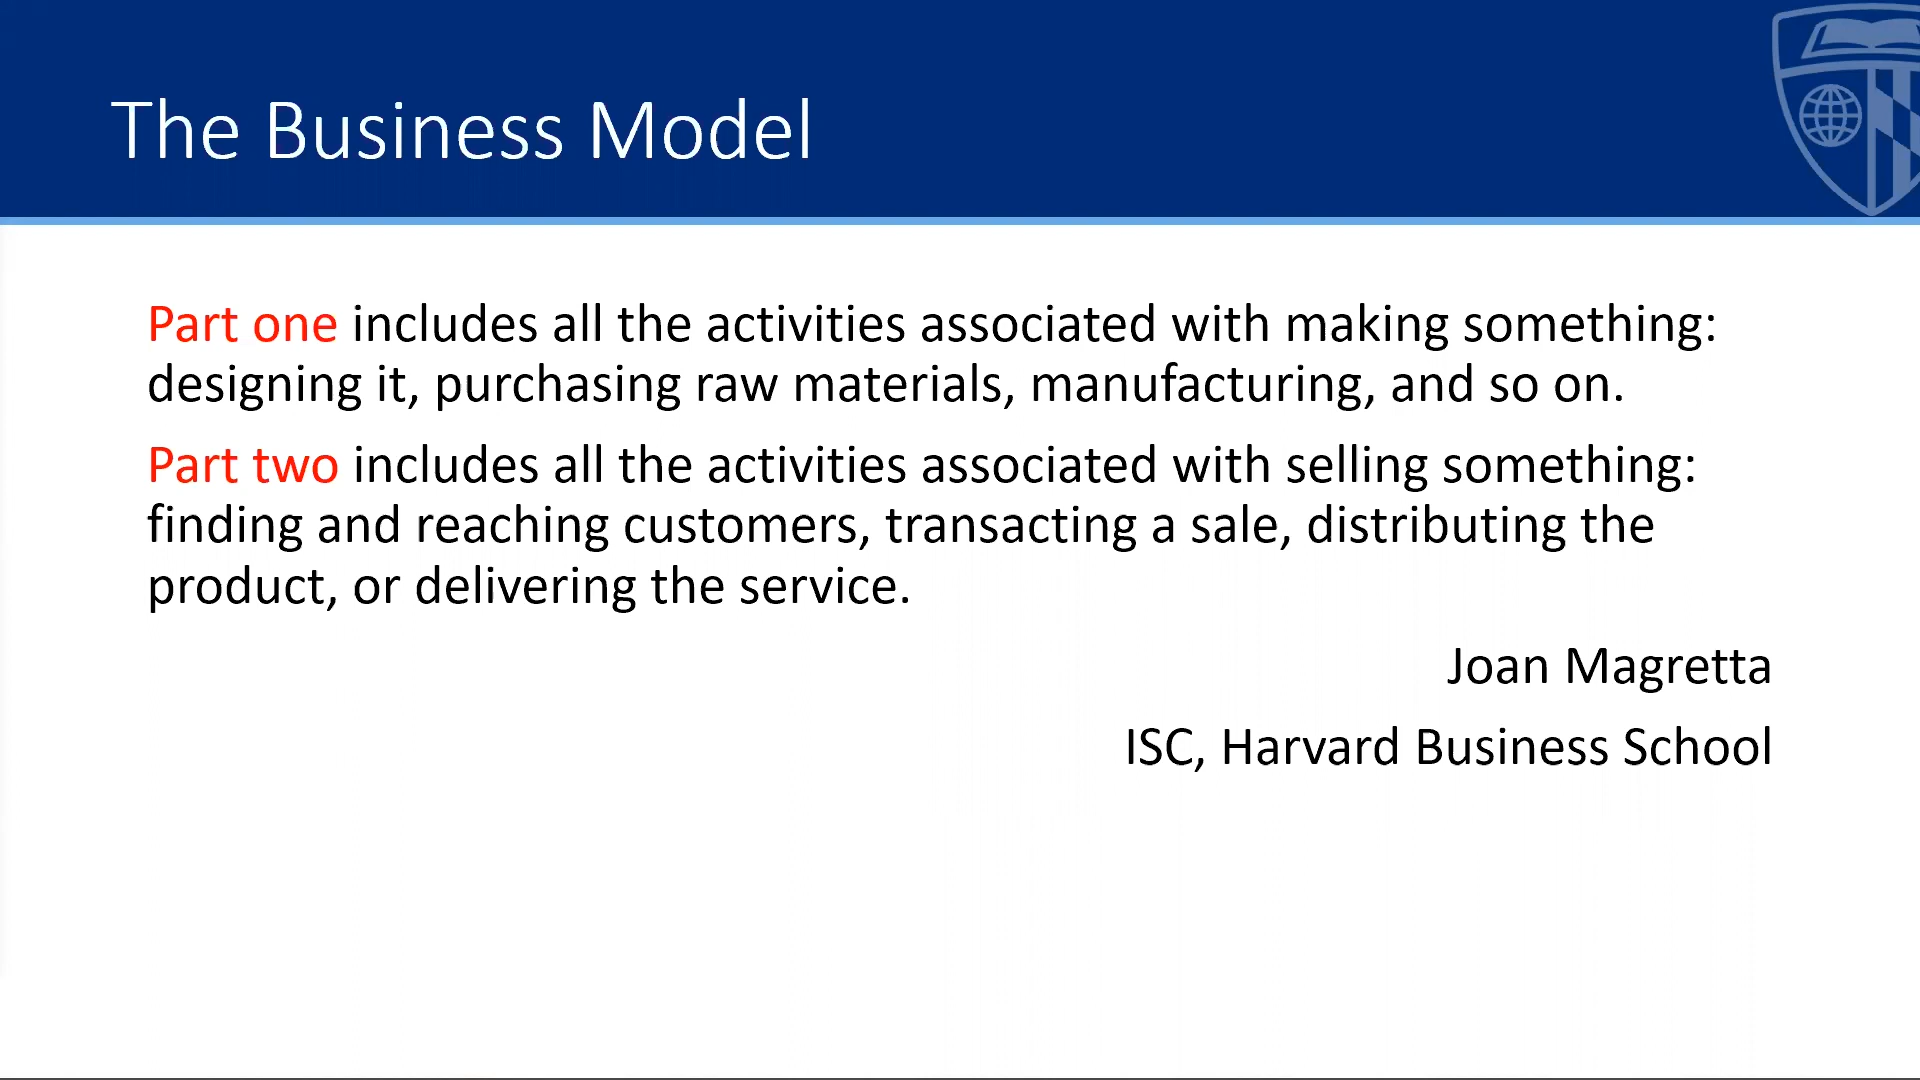 The Business Model
Part one includes all the activities associated with making something:
designing it, purchasing raw materials, manufacturing, and so on.
Part two includes all the activities associated with selling something:
finding and reaching customers, transacting a sale, distributing the
product, or delivering the service.
Joan Magretta
ISC, Harvard Business School